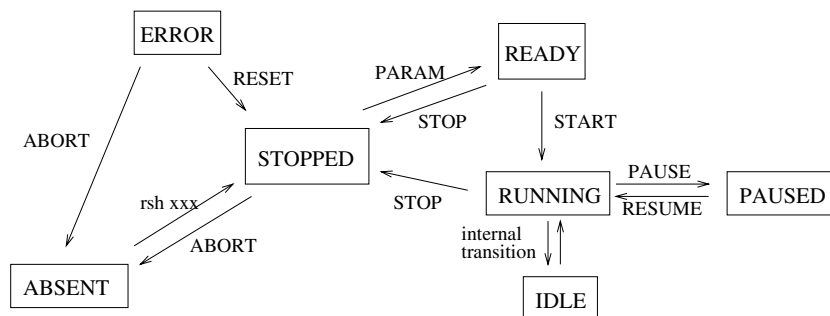 ERROR
READY
PARAM
RESET
STOP
START
ABORT
STOPPED
PAUSE
RUNNING
PAUSED
rsh xxx
STOP
RESUME
ABORT
internal
transition
ABSENT
IDLE